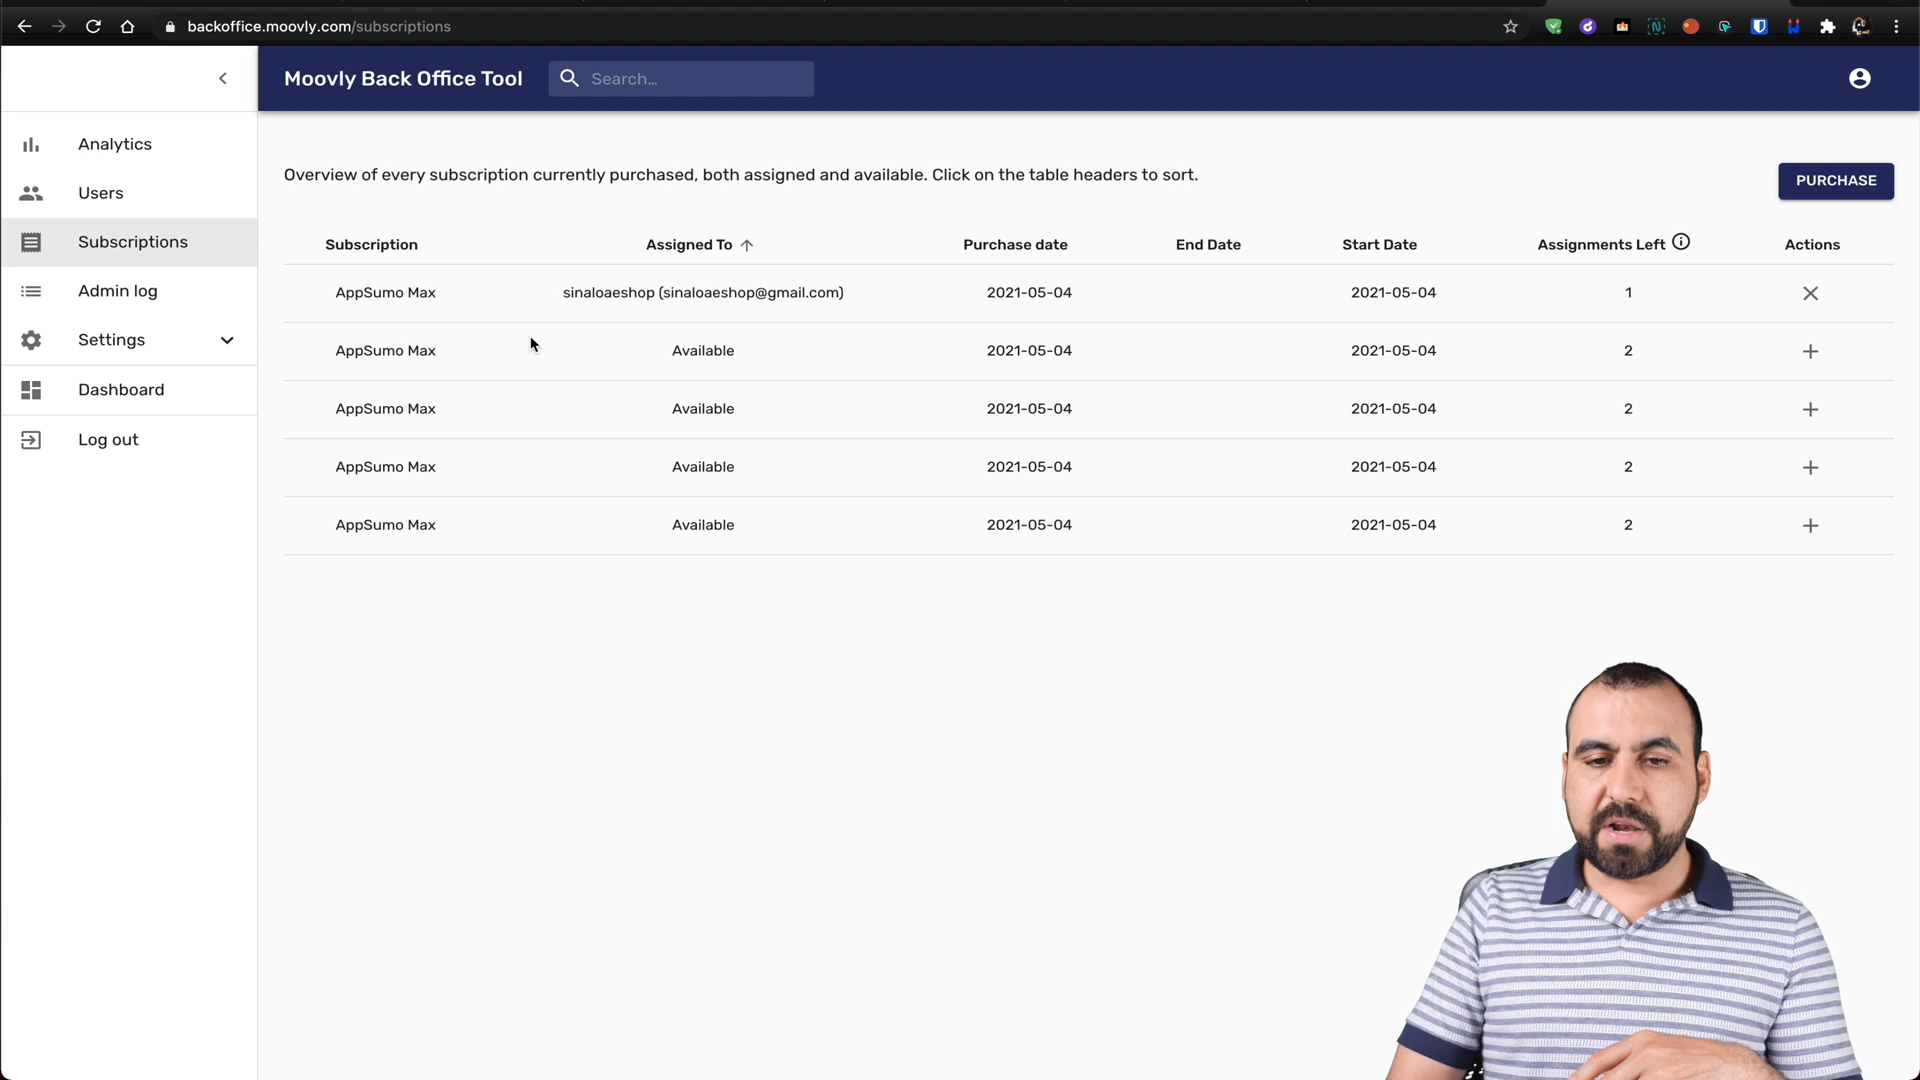 backoffice.moovly.com/subscriptions
Moovly Back Office Tool
Search...
Analytics
Users
Subscriptions
Admin log
Settings
Dashboard
Log out
Overview of every subscription currently purchased, both assigned and available. Click on the table headers to sort.
PURCHASE
Subscription Assigned To Purchase date End Date Start Date Assignments Left Actions
AppSumo Max sinaloaeshop (sinaloaeshop@gmail.com) 2021-05-04 2021-05-04 1
AppSumo Max Available 2021-05-04 2021-05-04 2
AppSumo Max Available 2021-05-04 2021-05-04 2
AppSumo Max Available 2021-05-04 2021-05-04 2
AppSumo Max Available 2021-05-04 2021-05-04 2